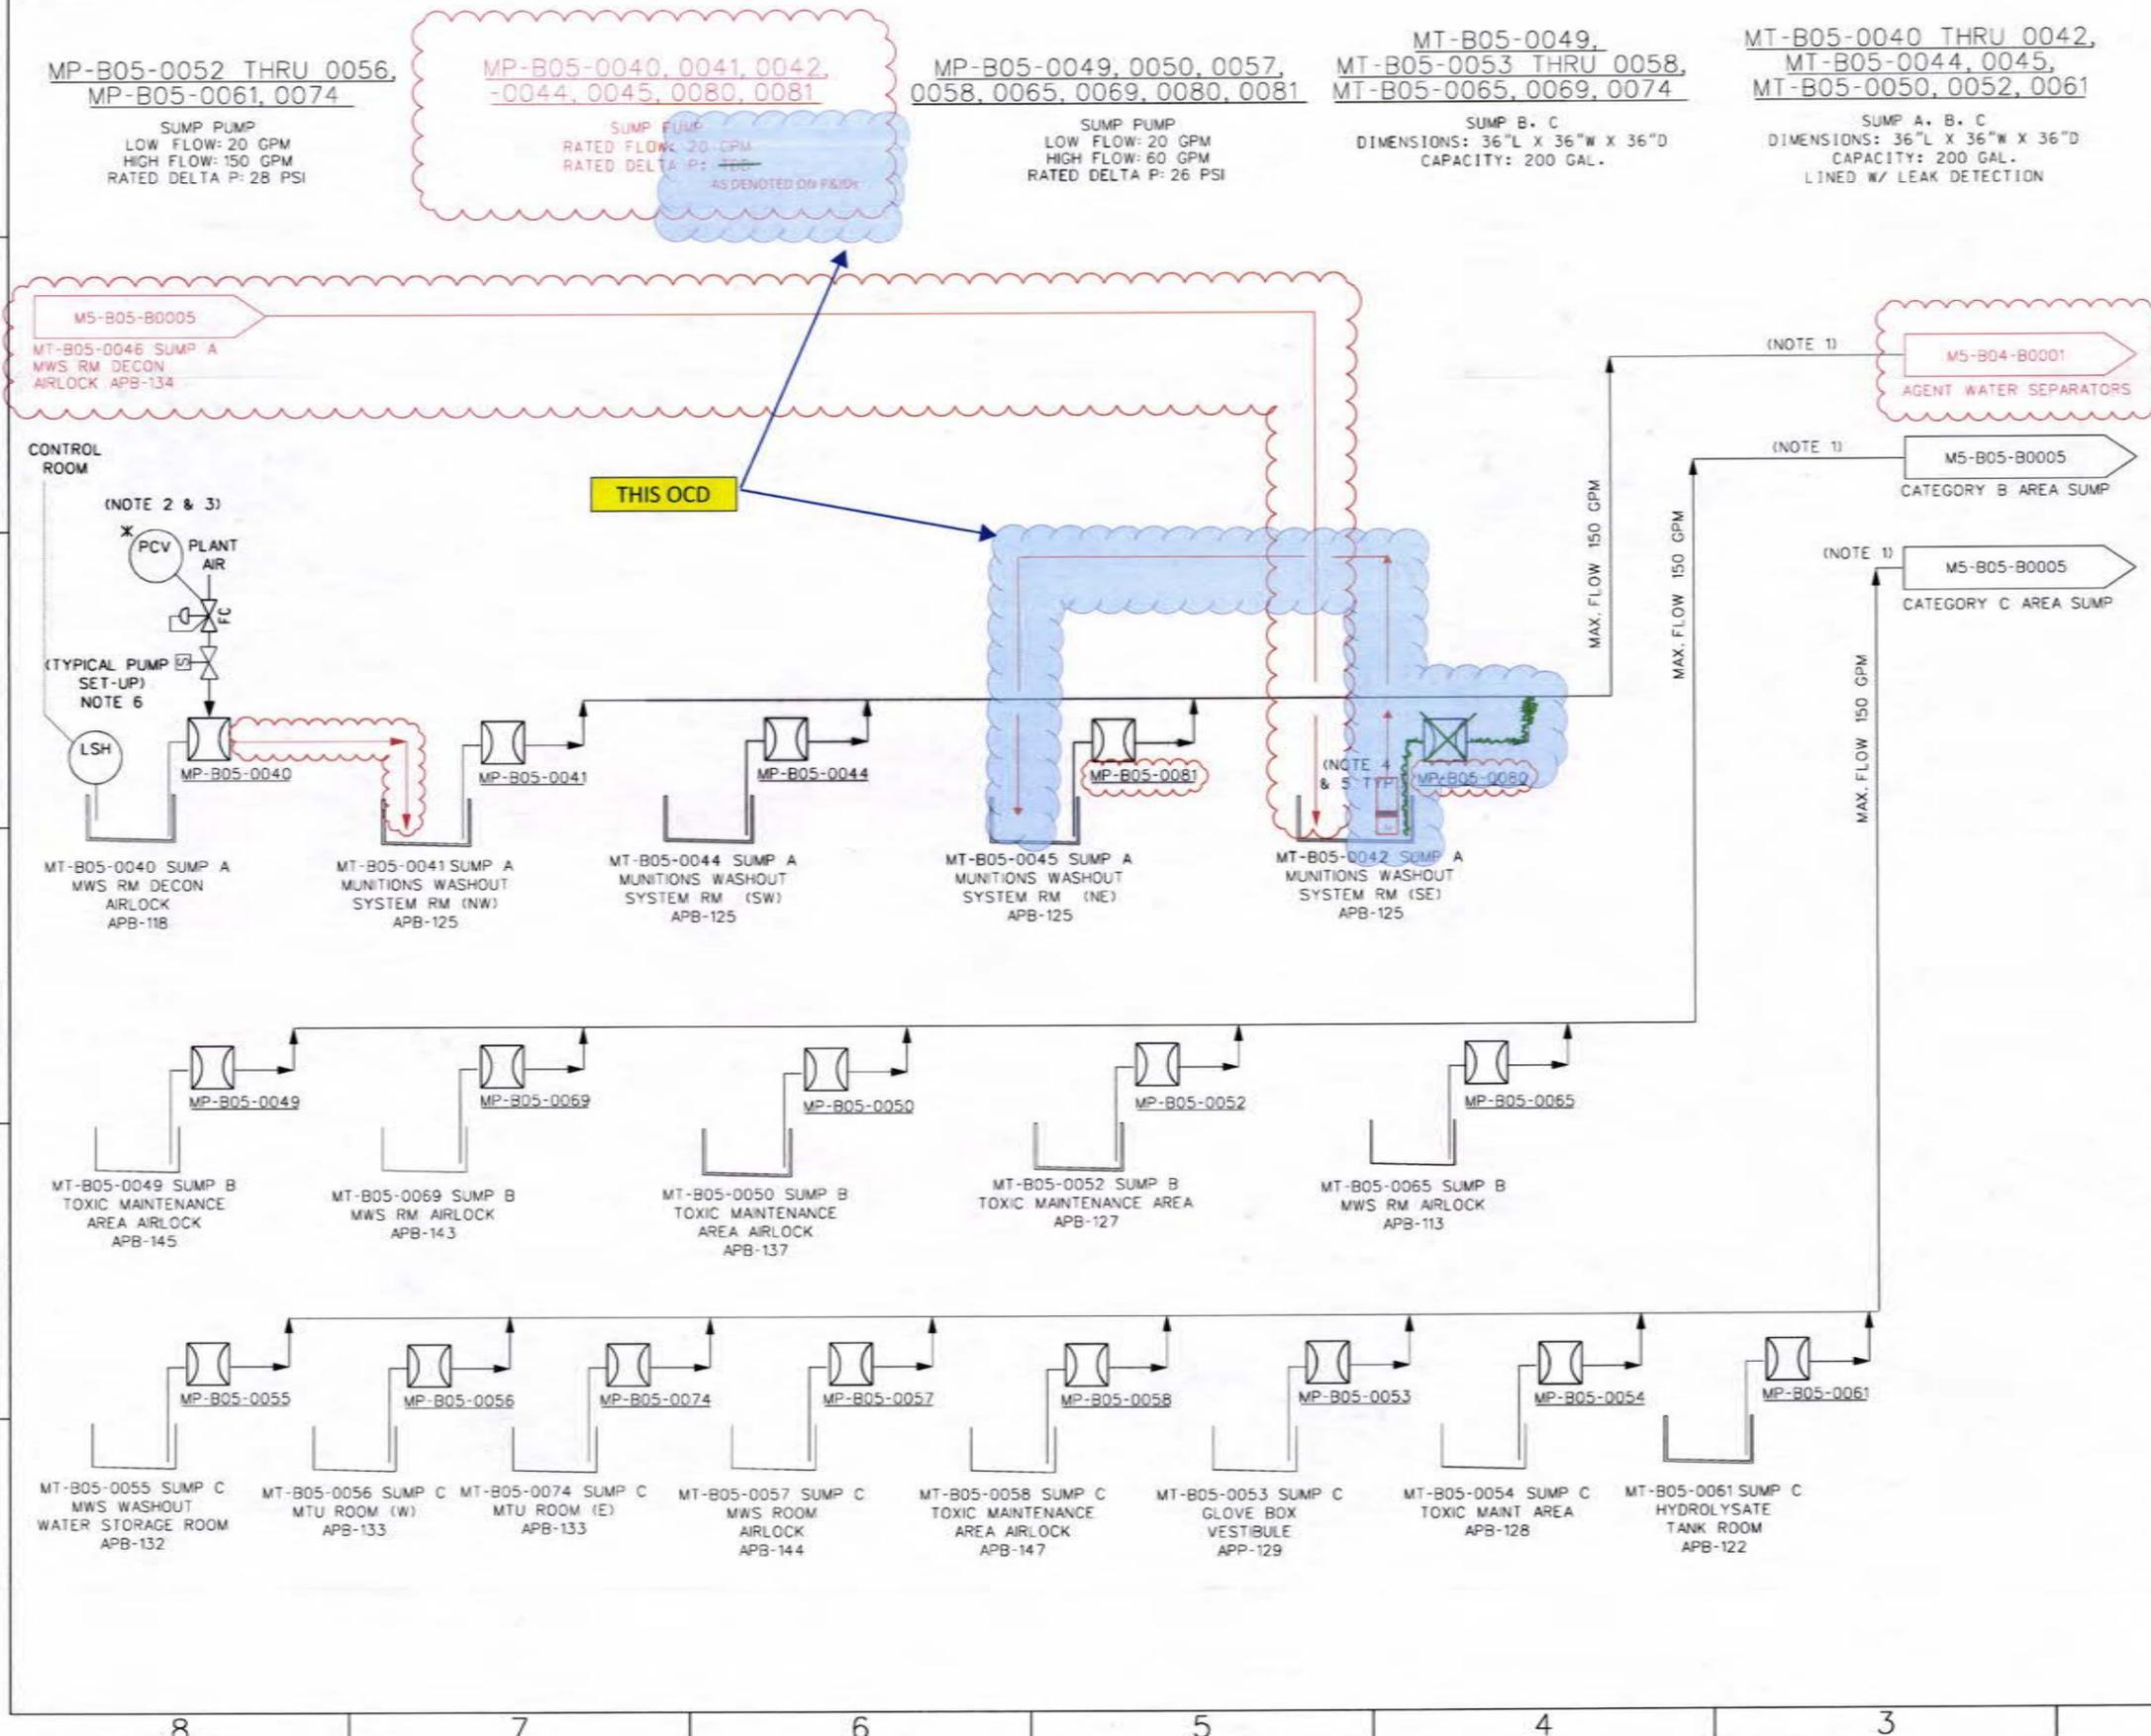 MP-B05-0052 THRU 0056,
MP-B05-0061, 0074
SUMP PUMP
LOW FLOW: 20 GPM
HIGH FLOW: 150 GPM
RATED DELTA P: 28 PSI
MP-B05-0040, 0041, 0042,
-0044, 0045, 0080, 0081
SUMP PUMP
RATED FLOW: 20 GPM
RATED DELTA P: TBD
AS DENOTED ON P&IDs
MP-B05-0049, 0050, 0057,
0058, 0065, 0069, 0080, 0081
SUMP PUMP
LOW FLOW: 20 GPM
HIGH FLOW: 60 GPM
RATED DELTA P: 26 PSI
MT-B05-0049,
MT-B05-0053 THRU 0058,
MT-B05-0065, 0069, 0074
SUMP B. C
DIMENSIONS: 36"L X 36"W X 36"D
CAPACITY: 200 GAL.
MT-B05-0040 THRU 0042,
MT-B05-0044, 0045,
MT-B05-0050, 0052, 0061
SUMP A. B. C
DIMENSIONS: 36"L X 36"W X 36"D
CAPACITY: 200 GAL.
LINED W/ LEAK DETECTION
M5-B05-B0005
MT-B05-0046 SUMP A
MWS RM DECON
AIRLOCK APB-134
(NOTE 1)
M5-B04-B0001
AGENT WATER SEPARATORS
(NOTE 1)
M5-B05-B0005
CATEGORY B AREA SUMP
(NOTE 1)
M5-B05-B0005
CATEGORY C AREA SUMP
MAX. FLOW 150 GPM
MAX. FLOW 150 GPM
MAX. FLOW 150 GPM
THIS OCD
CONTROL
ROOM
(NOTE 2 & 3)
*
PCV
PLANT
AIR
FC
(TYPICAL PUMP
SET-UP)
NOTE 6
S
LSH
MP-B05-0040
MP-B05-0041
MP-B05-0044
MP-B05-0081
(NOTE 4
& 5 TYP
MP-B05-0080
MT-B05-0040 SUMP A
MWS RM DECON
AIRLOCK
APB-118
MT-B05-0041 SUMP A
MUNITIONS WASHOUT
SYSTEM RM (NW)
APB-125
MT-B05-0044 SUMP A
MUNITIONS WASHOUT
SYSTEM RM (SW)
APB-125
MT-B05-0045 SUMP A
MUNITIONS WASHOUT
SYSTEM RM (NE)
APB-125
MT-B05-0042 SUMP A
MUNITIONS WASHOUT
SYSTEM RM (SE)
APB-125
MP-B05-0049
MP-B05-0069
MP-B05-0050
MP-B05-0052
MP-B05-0065
MT-B05-0049 SUMP B
TOXIC MAINTENANCE
AREA AIRLOCK
APB-145
MT-B05-0069 SUMP B
MWS RM AIRLOCK
APB-143
MT-B05-0050 SUMP B
TOXIC MAINTENANCE
AREA AIRLOCK
APB-137
MT-B05-0052 SUMP B
TOXIC MAINTENANCE AREA
APB-127
MT-B05-0065 SUMP B
MWS RM AIRLOCK
APB-113
MP-B05-0055
MP-B05-0056
MP-B05-0074
MP-B05-0057
MP-B05-0058
MP-B05-0053
MP-B05-0054
MP-B05-0061
MT-B05-0055 SUMP C
MWS WASHOUT
WATER STORAGE ROOM
APB-132
MT-B05-0056 SUMP C
MTU ROOM (W)
APB-133
MT-B05-0074 SUMP C
MTU ROOM (E)
APB-133
MT-B05-0057 SUMP C
MWS ROOM
AIRLOCK
APB-144
MT-B05-0058 SUMP C
TOXIC MAINTENANCE
AREA AIRLOCK
APB-147
MT-B05-0053 SUMP C
GLOVE BOX
VESTIBULE
APP-129
MT-B05-0054 SUMP C
TOXIC MAINT AREA
APB-128
MT-B05-0061 SUMP C
HYDROLYSATE
TANK ROOM
APB-122
8
7
6
5
4
3